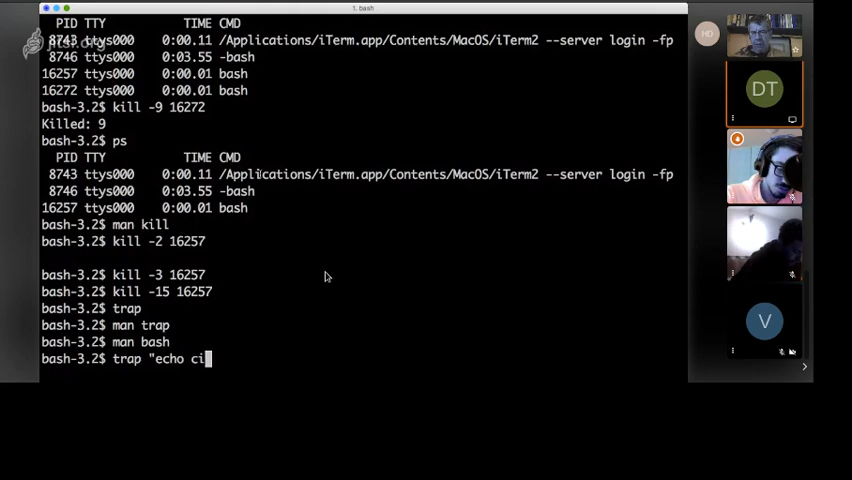 1. bash
jitsi.org
PID TTY TIME CMD
8743 ttys000 0:00.11 /Applications/iTerm.app/Contents/MacOS/iTerm2 --server login -fp
8746 ttys000 0:03.55 -bash
16257 ttys000 0:00.01 bash
16272 ttys000 0:00.01 bash
bash-3.2$ kill -9 16272
Killed: 9
bash-3.2$ ps
PID TTY TIME CMD
8743 ttys000 0:00.11 /Applications/iTerm.app/Contents/MacOS/iTerm2 --server login -fp
8746 ttys000 0:03.55 -bash
16257 ttys000 0:00.01 bash
bash-3.2$ man kill
bash-3.2$ kill -2 16257
bash-3.2$ kill -3 16257
bash-3.2$ kill -15 16257
bash-3.2$ trap
bash-3.2$ man trap
bash-3.2$ man bash
bash-3.2$ trap "echo ci
HD
DT
V